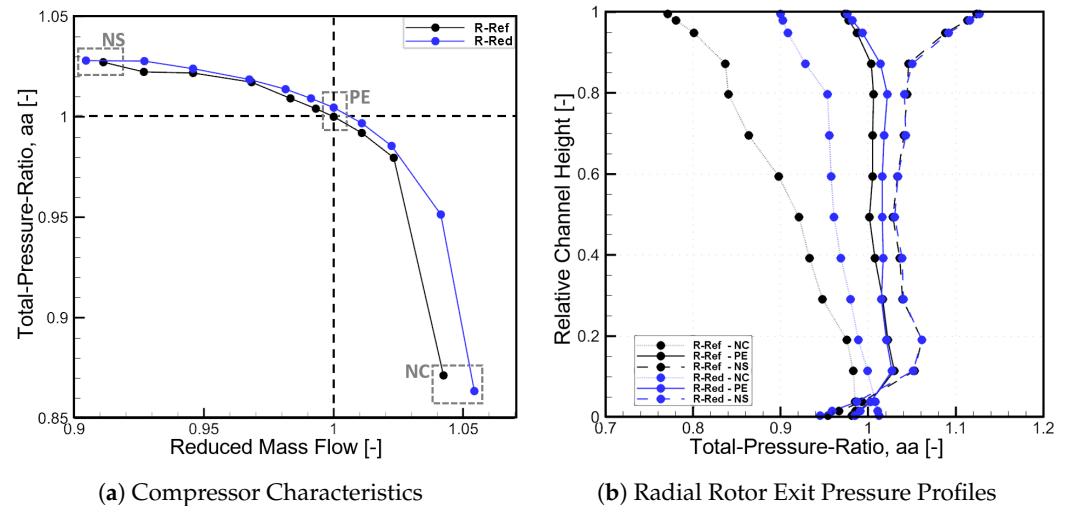 Total-Pressure-Ratio, aa [-]
1.05
1
0.95
0.9
0.85
NS
PE
NC
R-Ref
R-Red
0.9
0.95
1
1.05
Reduced Mass Flow [-]
(a) Compressor Characteristics
Relative Channel Height [-]
1
0.8
0.6
0.4
0.2
0
R-Ref - NC
R-Ref - PE
R-Ref - NS
R-Red - NC
R-Red - PE
R-Red - NS
0.7
0.8
0.9
1
1.1
1.2
Total-Pressure-Ratio, aa [-]
(b) Radial Rotor Exit Pressure Profiles